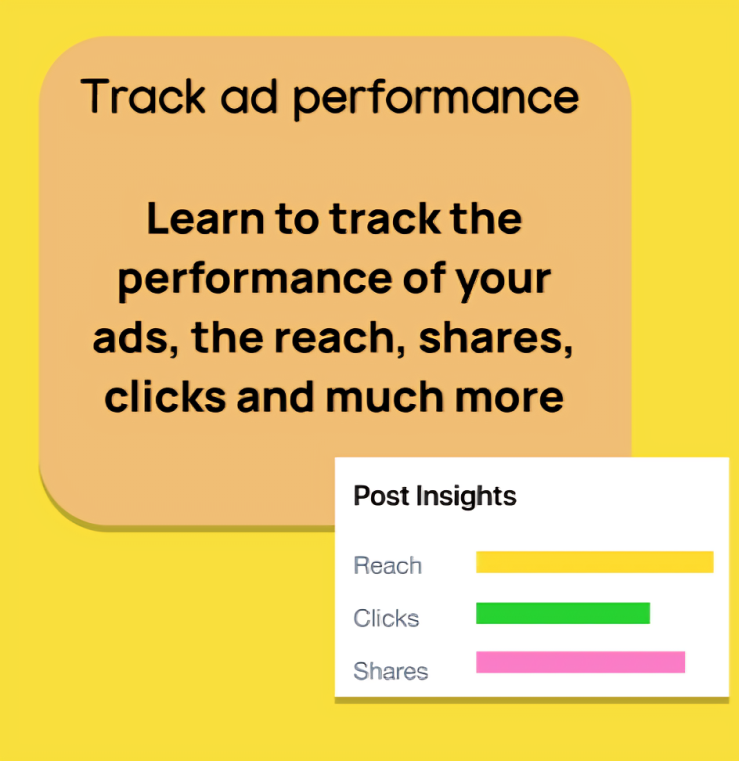 Track ad performance
Learn to track the
performance of your
ads, the reach, shares,
clicks and much more
Post Insights
Reach
Clicks
Shares